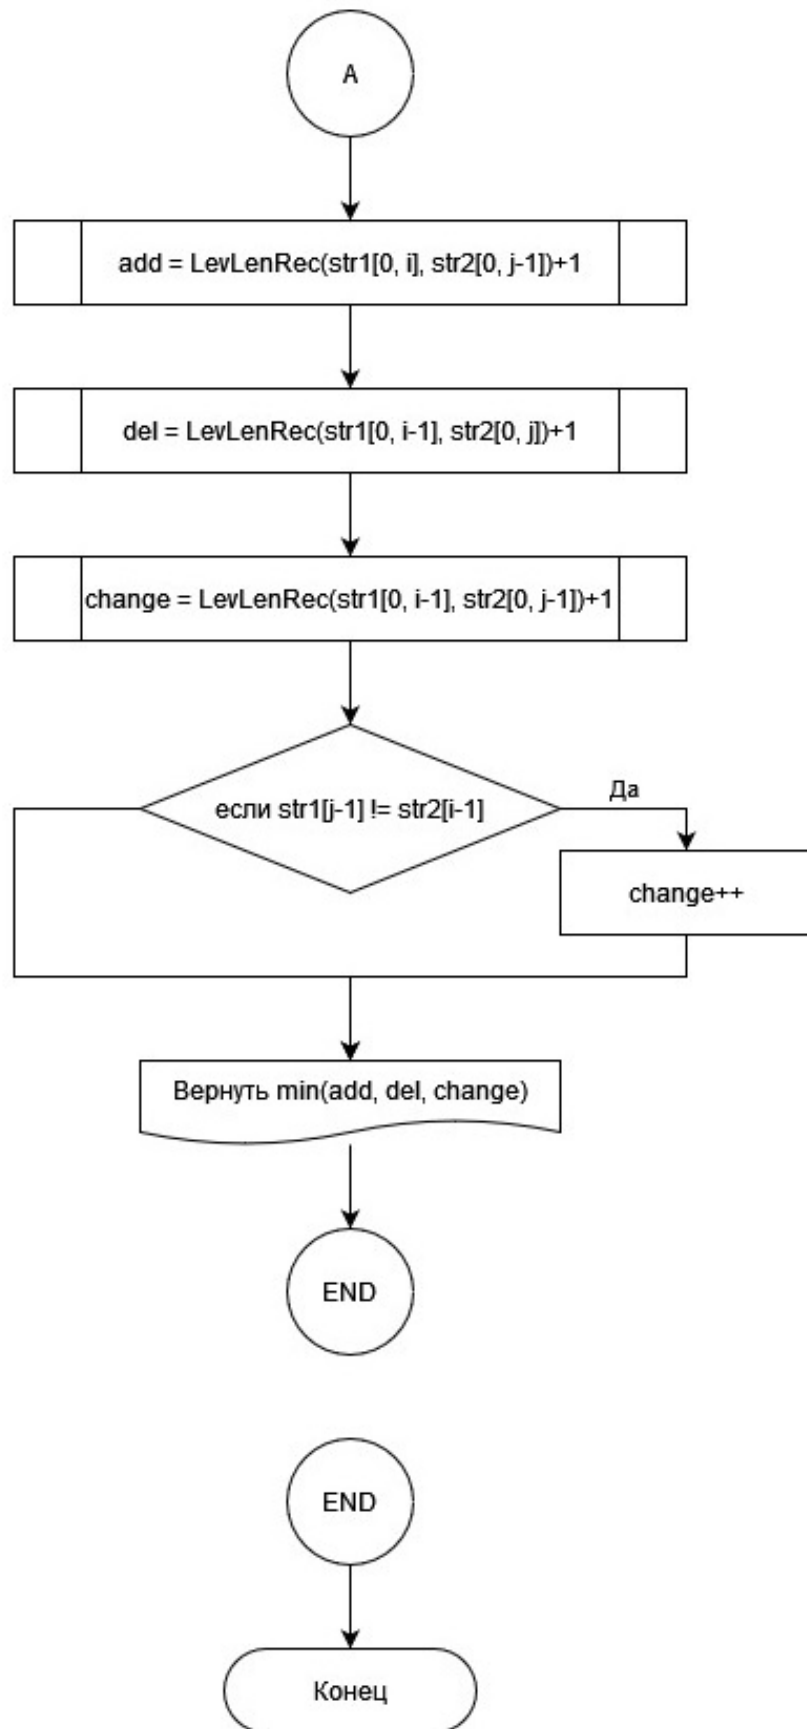 A
add = LevLenRec(str1[0, i], str2[0, j-1])+1
del = LevLenRec(str1[0, i-1], str2[0, j])+1
change = LevLenRec(str1[0, i-1], str2[0, j-1])+1
если str1[j-1] != str2[i-1]
Да
change++
Вернуть min(add, del, change)
END
END
Конец